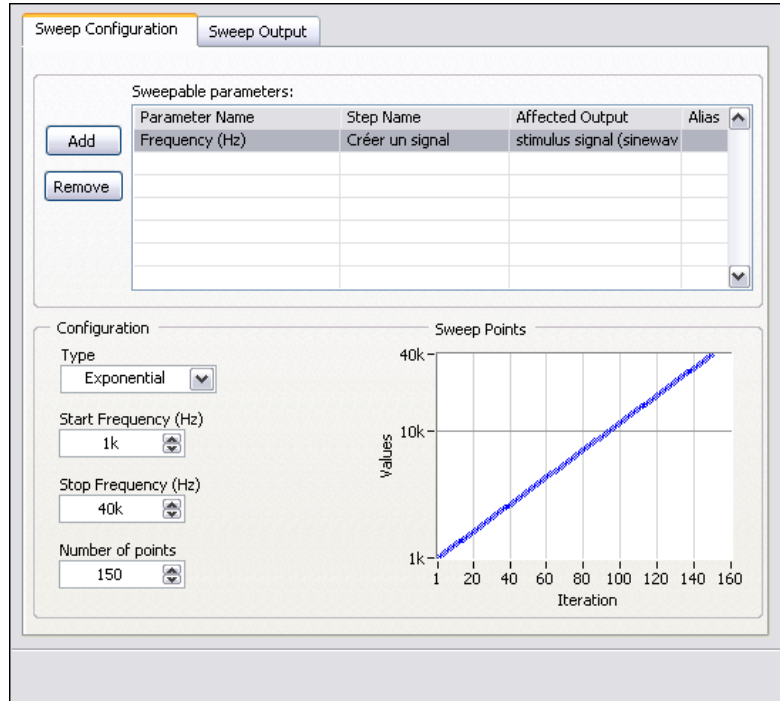 Sweep Configuration
Sweep Output
Sweepable parameters:
Parameter Name Step Name Affected Output Alias
Frequency (Hz) Créer un signal stimulus signal (sinewav
Add
Remove
Configuration
Type
Exponential
Start Frequency (Hz)
1k
Stop Frequency (Hz)
40k
Number of points
150
Sweep Points
40k
10k
1k
Values
1 20 40 60 80 100 120 140 160
Iteration